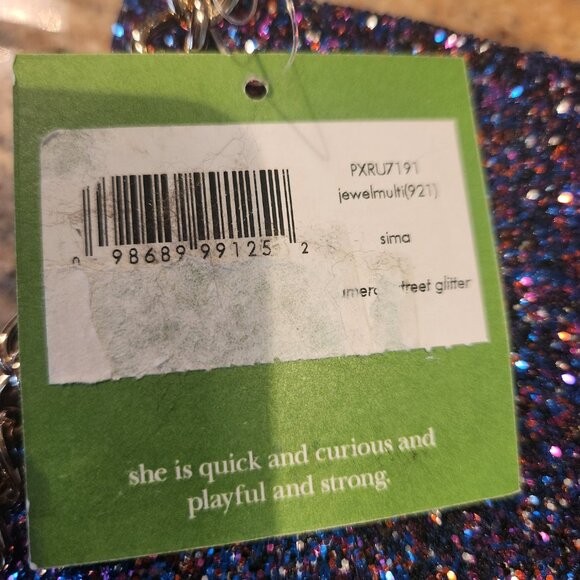 PXRU7191
jewelmulti(921)
sima
treet glitter
0 98689 99125 2
she is quick and curious and
playful and strong.